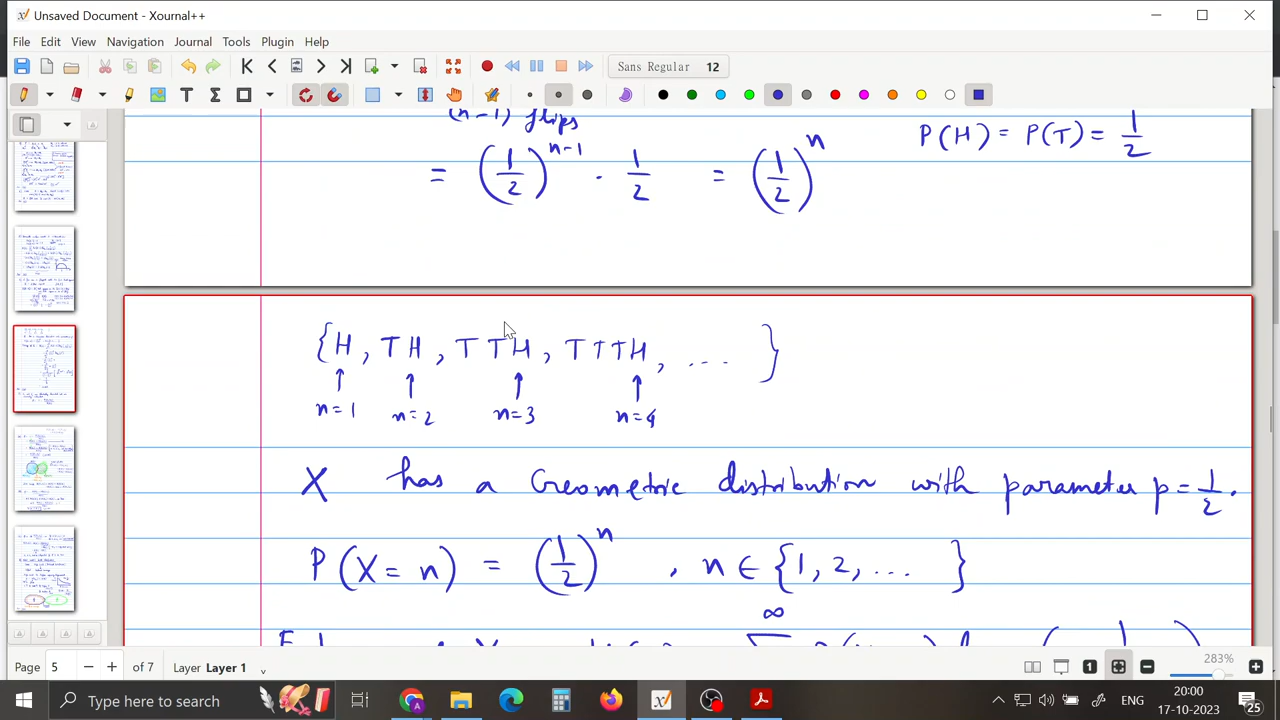 Unsaved Document - Xournal++
File Edit View Navigation Journal Tools Plugin Help
Sans Regular 12
(n-1) flips
P(H) = P(T) = 1/2
= (1/2)^(n-1) · 1/2 = (1/2)^n
{H, TH, TTH, TTTH, ... }
n=1 n=2 n=3 n=4
X has a Geometric distribution with parameter p = 1/2.
P(X = n) = (1/2)^n , n ∈ {1, 2, ... }
∞
Page 5 of 7 Layer Layer 1
283%
Type here to search
ENG
20:00
17-10-2023
25